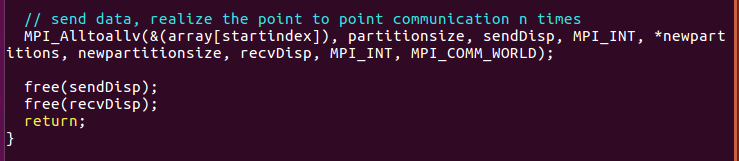 // send data, realize the point to point communication n times
MPI_Alltoallv(&(array[startindex]), partitionsize, sendDisp, MPI_INT, *newpart
itions, newpartitionsize, recvDisp, MPI_INT, MPI_COMM_WORLD);
free(sendDisp);
free(recvDisp);
return;
}